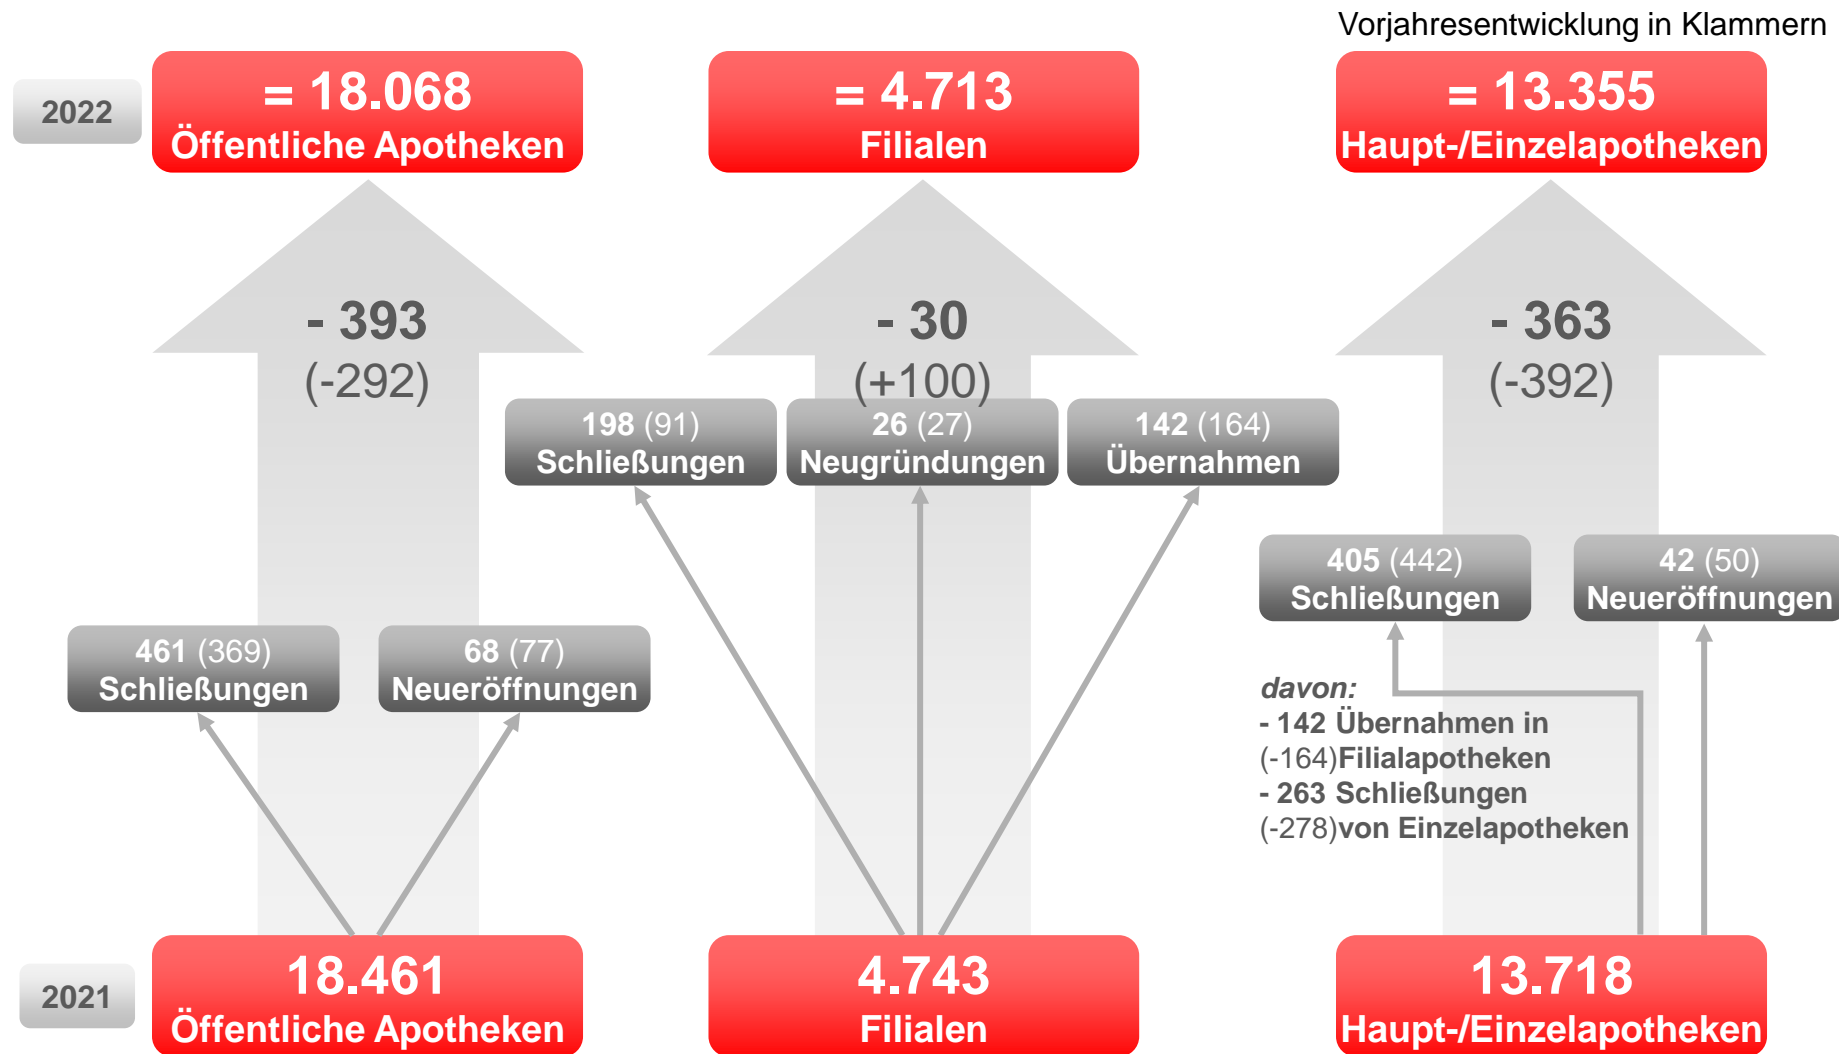 Vorjahresentwicklung in Klammern
2022
= 18.068
Öffentliche Apotheken
= 4.713
Filialen
= 13.355
Haupt-/Einzelapotheken
- 393
(-292)
- 30
(+100)
- 363
(-392)
198 (91)
Schließungen
26 (27)
Neugründungen
142 (164)
Übernahmen
405 (442)
Schließungen
42 (50)
Neueröffnungen
461 (369)
Schließungen
68 (77)
Neueröffnungen
davon:
- 142 Übernahmen in
(-164)Filialapotheken
- 263 Schließungen
(-278)von Einzelapotheken
2021
18.461
Öffentliche Apotheken
4.743
Filialen
13.718
Haupt-/Einzelapotheken